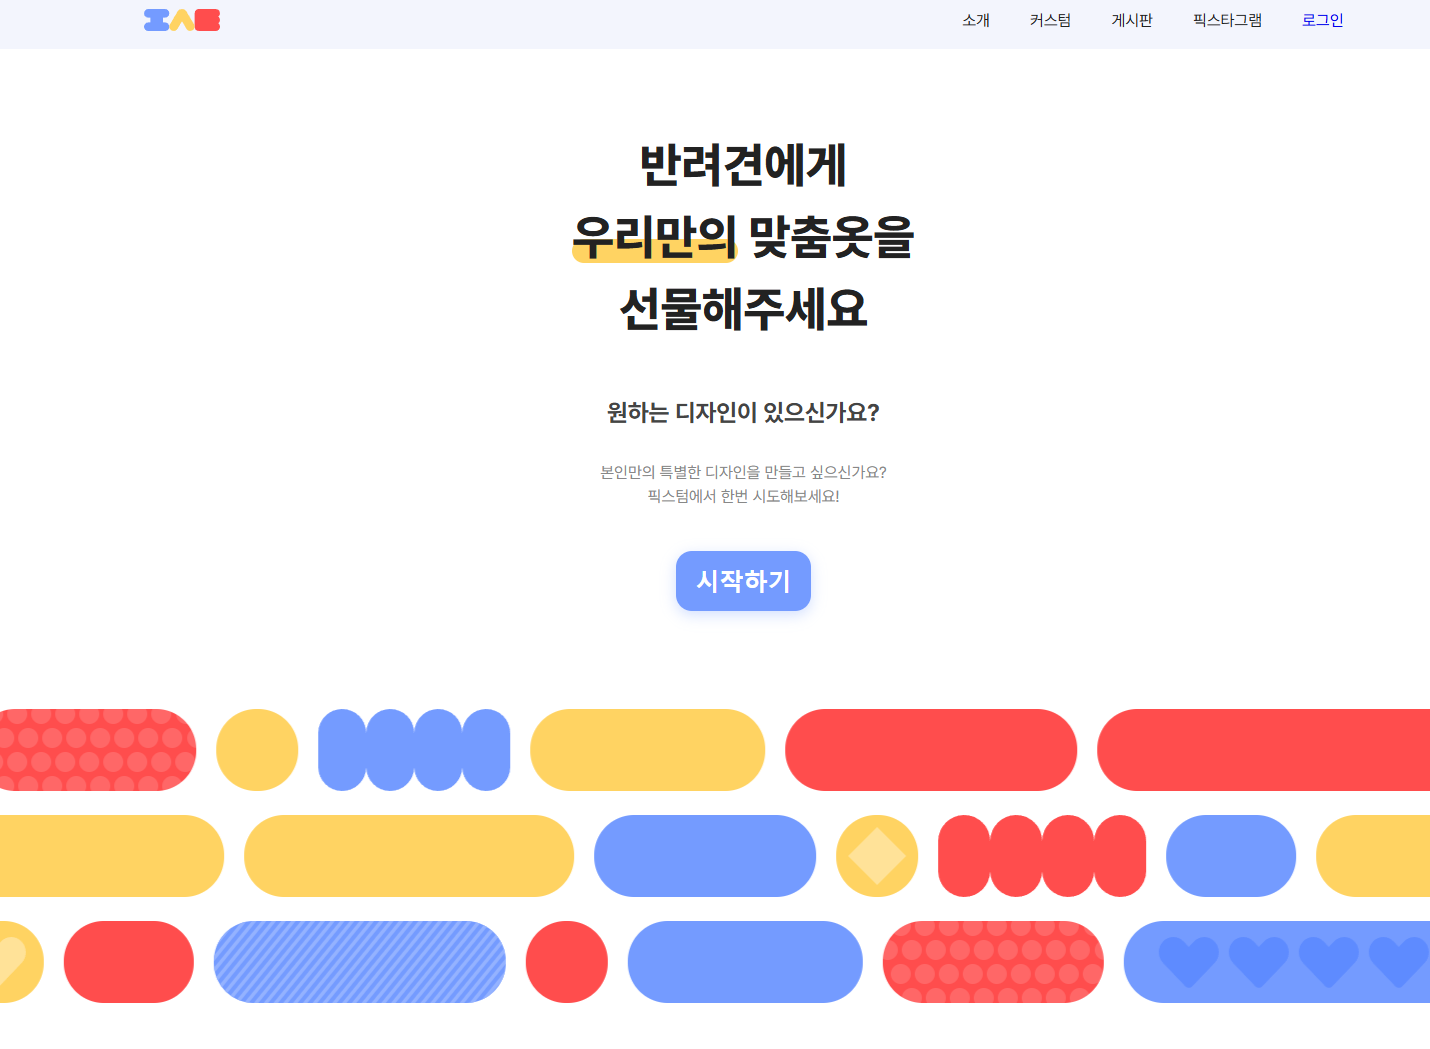 소개
커스텀
게시판
픽스타그램
로그인
반려견에게
우리만의 맞춤옷을
선물해주세요
원하는 디자인이 있으신가요?
본인만의 특별한 디자인을 만들고 싶으신가요?
픽스텀에서 한번 시도해보세요!
시작하기